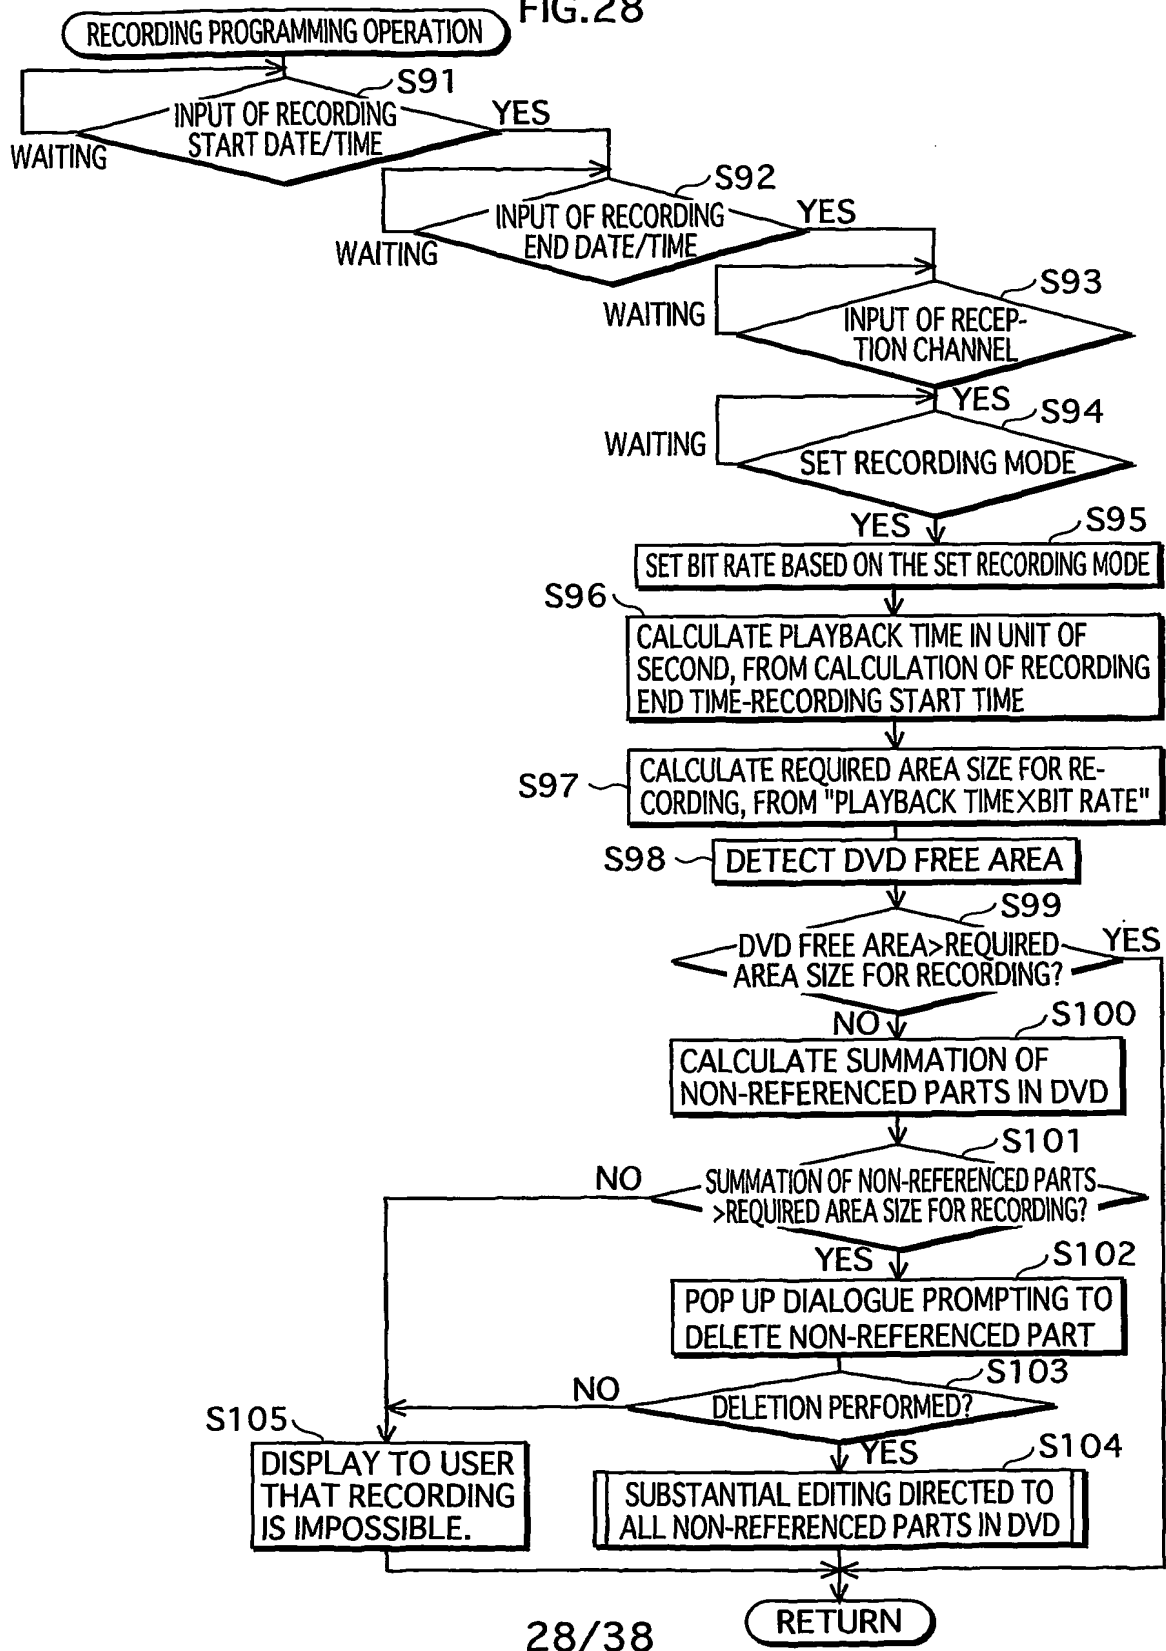 FIG.28
RECORDING PROGRAMMING OPERATION
S91
INPUT OF RECORDING
START DATE/TIME
YES
WAITING
S92
INPUT OF RECORDING
END DATE/TIME
YES
WAITING
S93
INPUT OF RECEP-
TION CHANNEL
WAITING
YES
S94
SET RECORDING MODE
WAITING
YES
S95
SET BIT RATE BASED ON THE SET RECORDING MODE
S96
CALCULATE PLAYBACK TIME IN UNIT OF
SECOND, FROM CALCULATION OF RECORDING
END TIME-RECORDING START TIME
S97
CALCULATE REQUIRED AREA SIZE FOR RE-
CORDING, FROM "PLAYBACK TIME×BIT RATE"
S98
DETECT DVD FREE AREA
S99
DVD FREE AREA>REQUIRED
AREA SIZE FOR RECORDING?
YES
NO
S100
CALCULATE SUMMATION OF
NON-REFERENCED PARTS IN DVD
S101
SUMMATION OF NON-REFERENCED PARTS
>REQUIRED AREA SIZE FOR RECORDING?
NO
YES
S102
POP UP DIALOGUE PROMPTING TO
DELETE NON-REFERENCED PART
S103
DELETION PERFORMED?
NO
YES
S104
SUBSTANTIAL EDITING DIRECTED TO
ALL NON-REFERENCED PARTS IN DVD
S105
DISPLAY TO USER
THAT RECORDING
IS IMPOSSIBLE.
RETURN
28/38